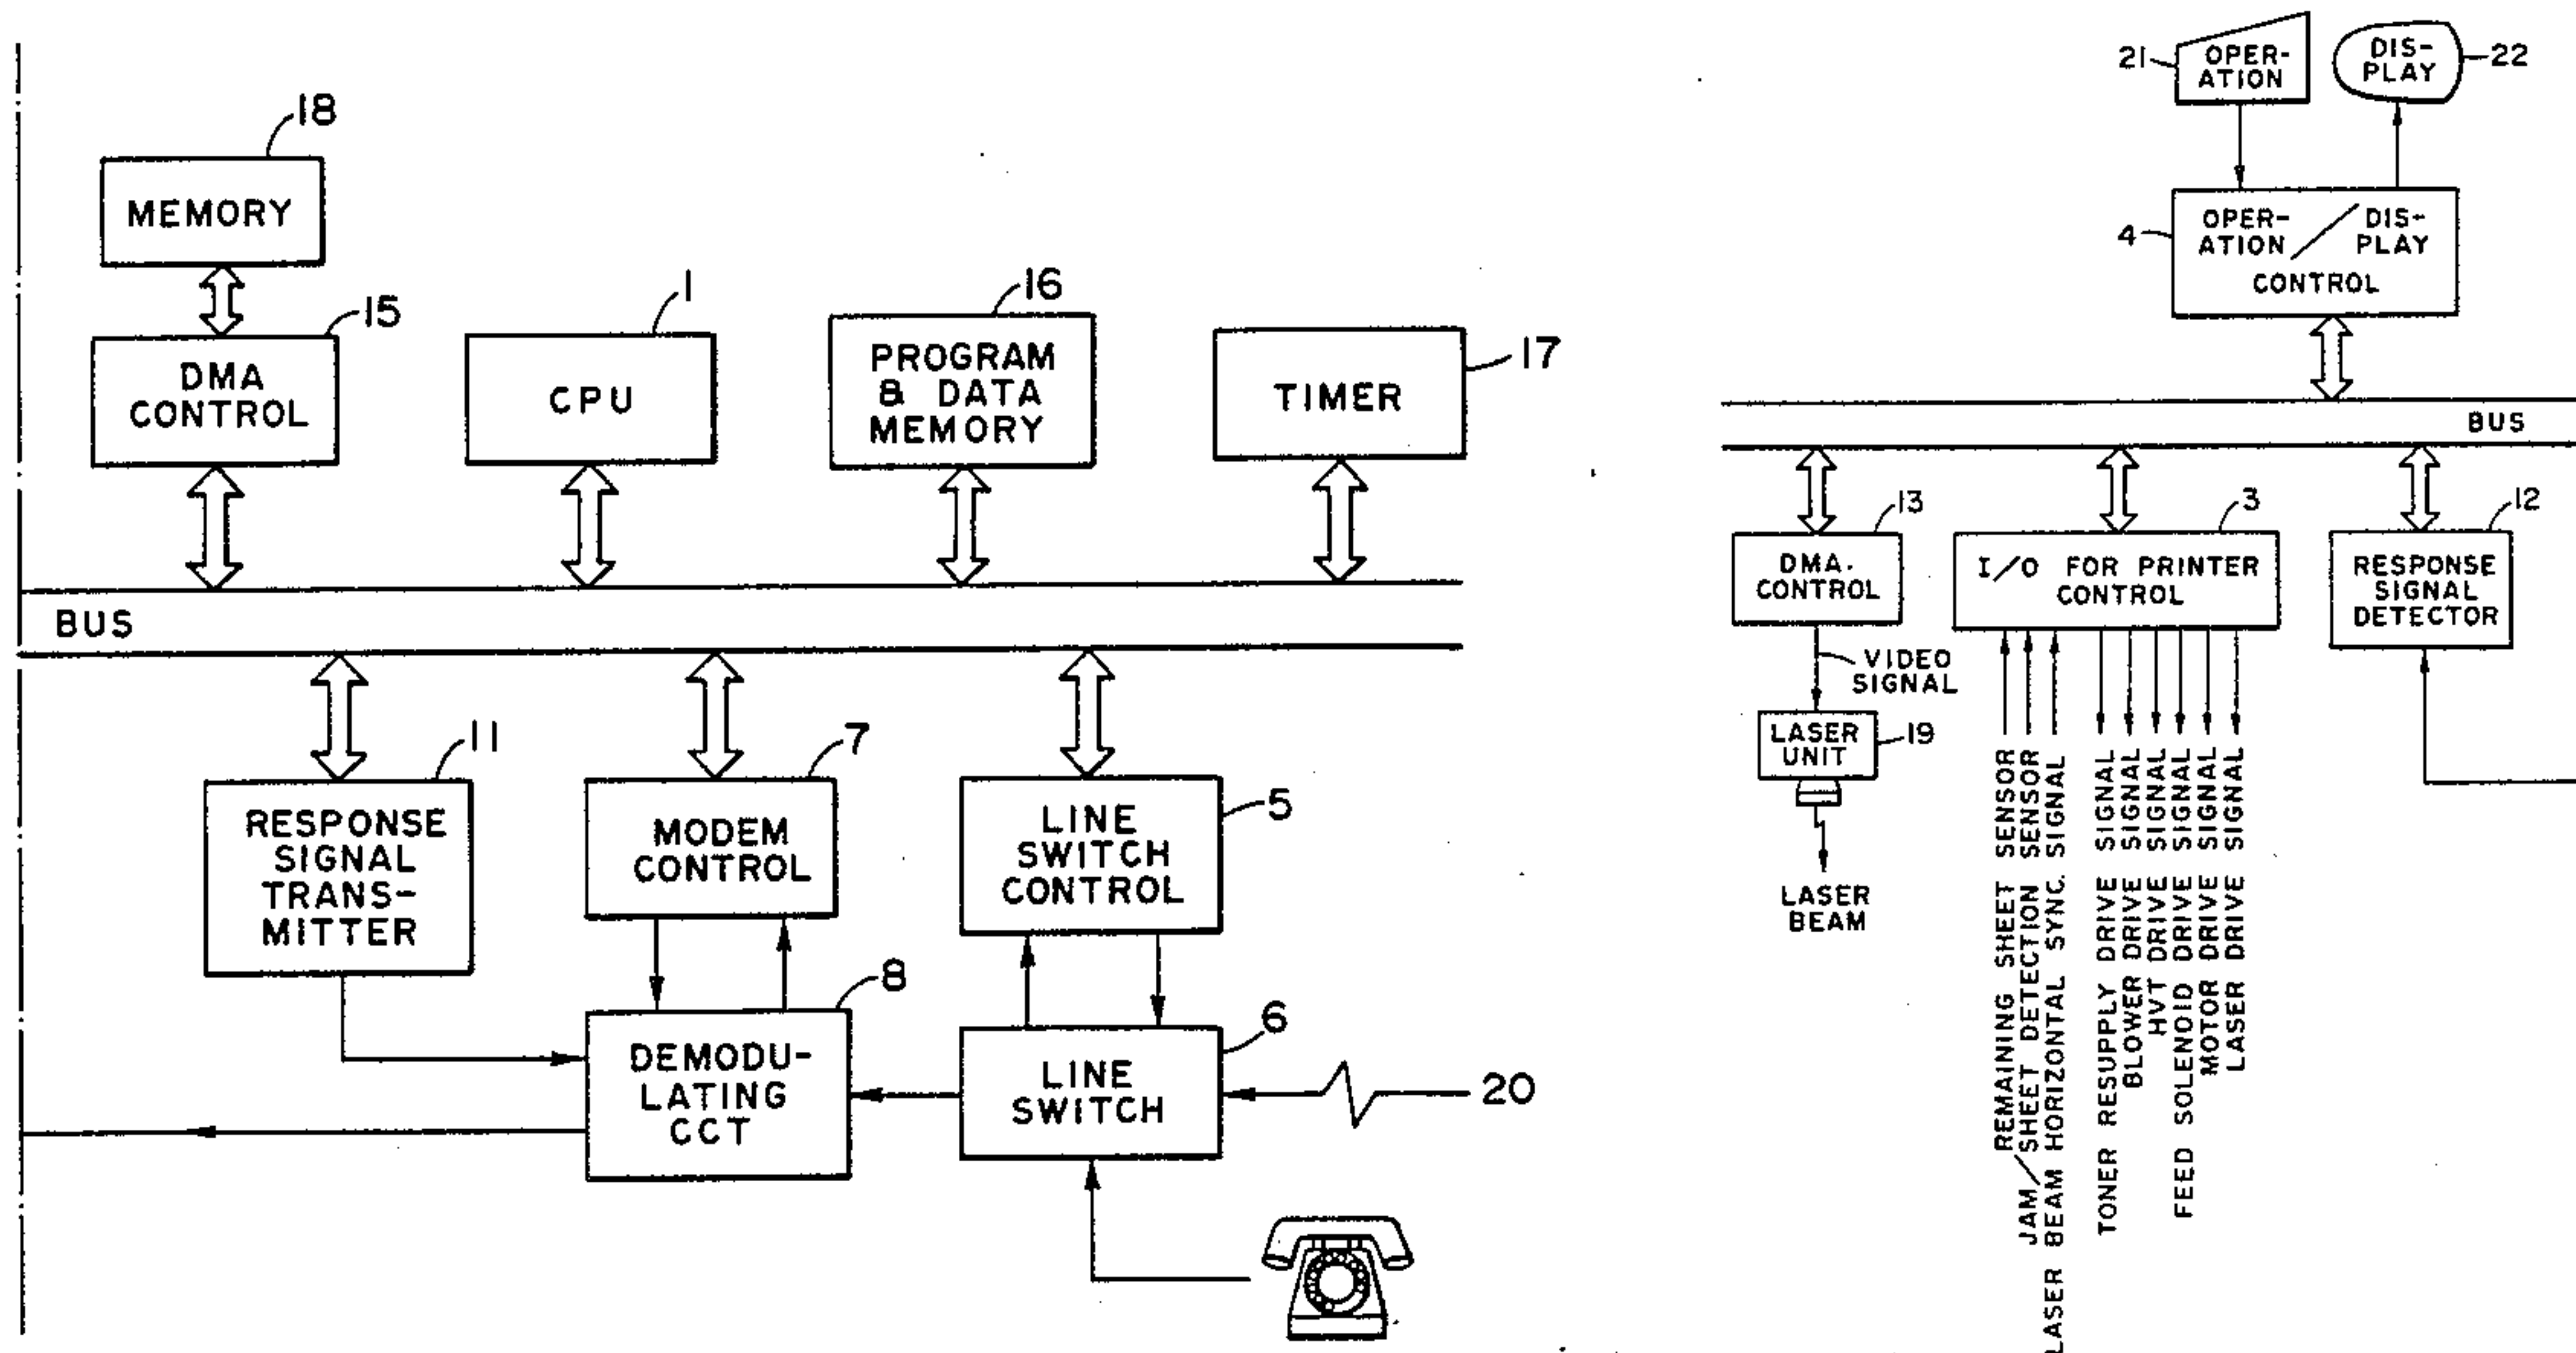 18
MEMORY
15
DMA
CONTROL
1
CPU
16
PROGRAM
& DATA
MEMORY
17
TIMER
BUS
11
RESPONSE
SIGNAL
TRANS-
MITTER
7
MODEM
CONTROL
5
LINE
SWITCH
CONTROL
8
DEMODU-
LATING
CCT
6
LINE
SWITCH
20
21
OPER-
ATION
DIS-
PLAY
22
4
OPER-
ATION
/
DIS-
PLAY
CONTROL
BUS
13
DMA.
CONTROL
3
I/O FOR PRINTER
CONTROL
12
RESPONSE
SIGNAL
DETECTOR
VIDEO
SIGNAL
LASER
UNIT
19
LASER
BEAM
REMAINING SHEET SENSOR
JAM/SHEET DETECTION SENSOR
LASER BEAM HORIZONTAL SYNC. SIGNAL
TONER RESUPPLY DRIVE SIGNAL
BLOWER DRIVE SIGNAL
HVT DRIVE SIGNAL
FEED SOLENOID DRIVE SIGNAL
MOTOR DRIVE SIGNAL
LASER DRIVE SIGNAL